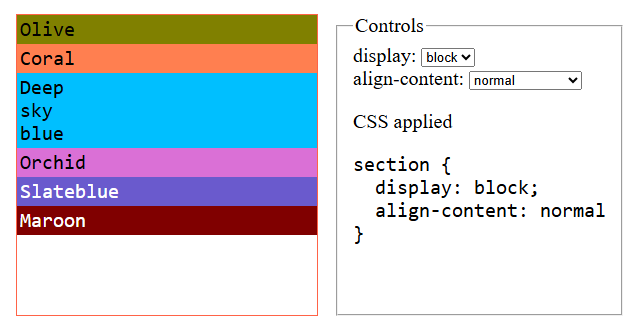 Olive
Coral
Deep
sky
blue
Orchid
Slateblue
Maroon
Controls
display: block
align-content: normal
CSS applied
section {
  display: block;
  align-content: normal
}